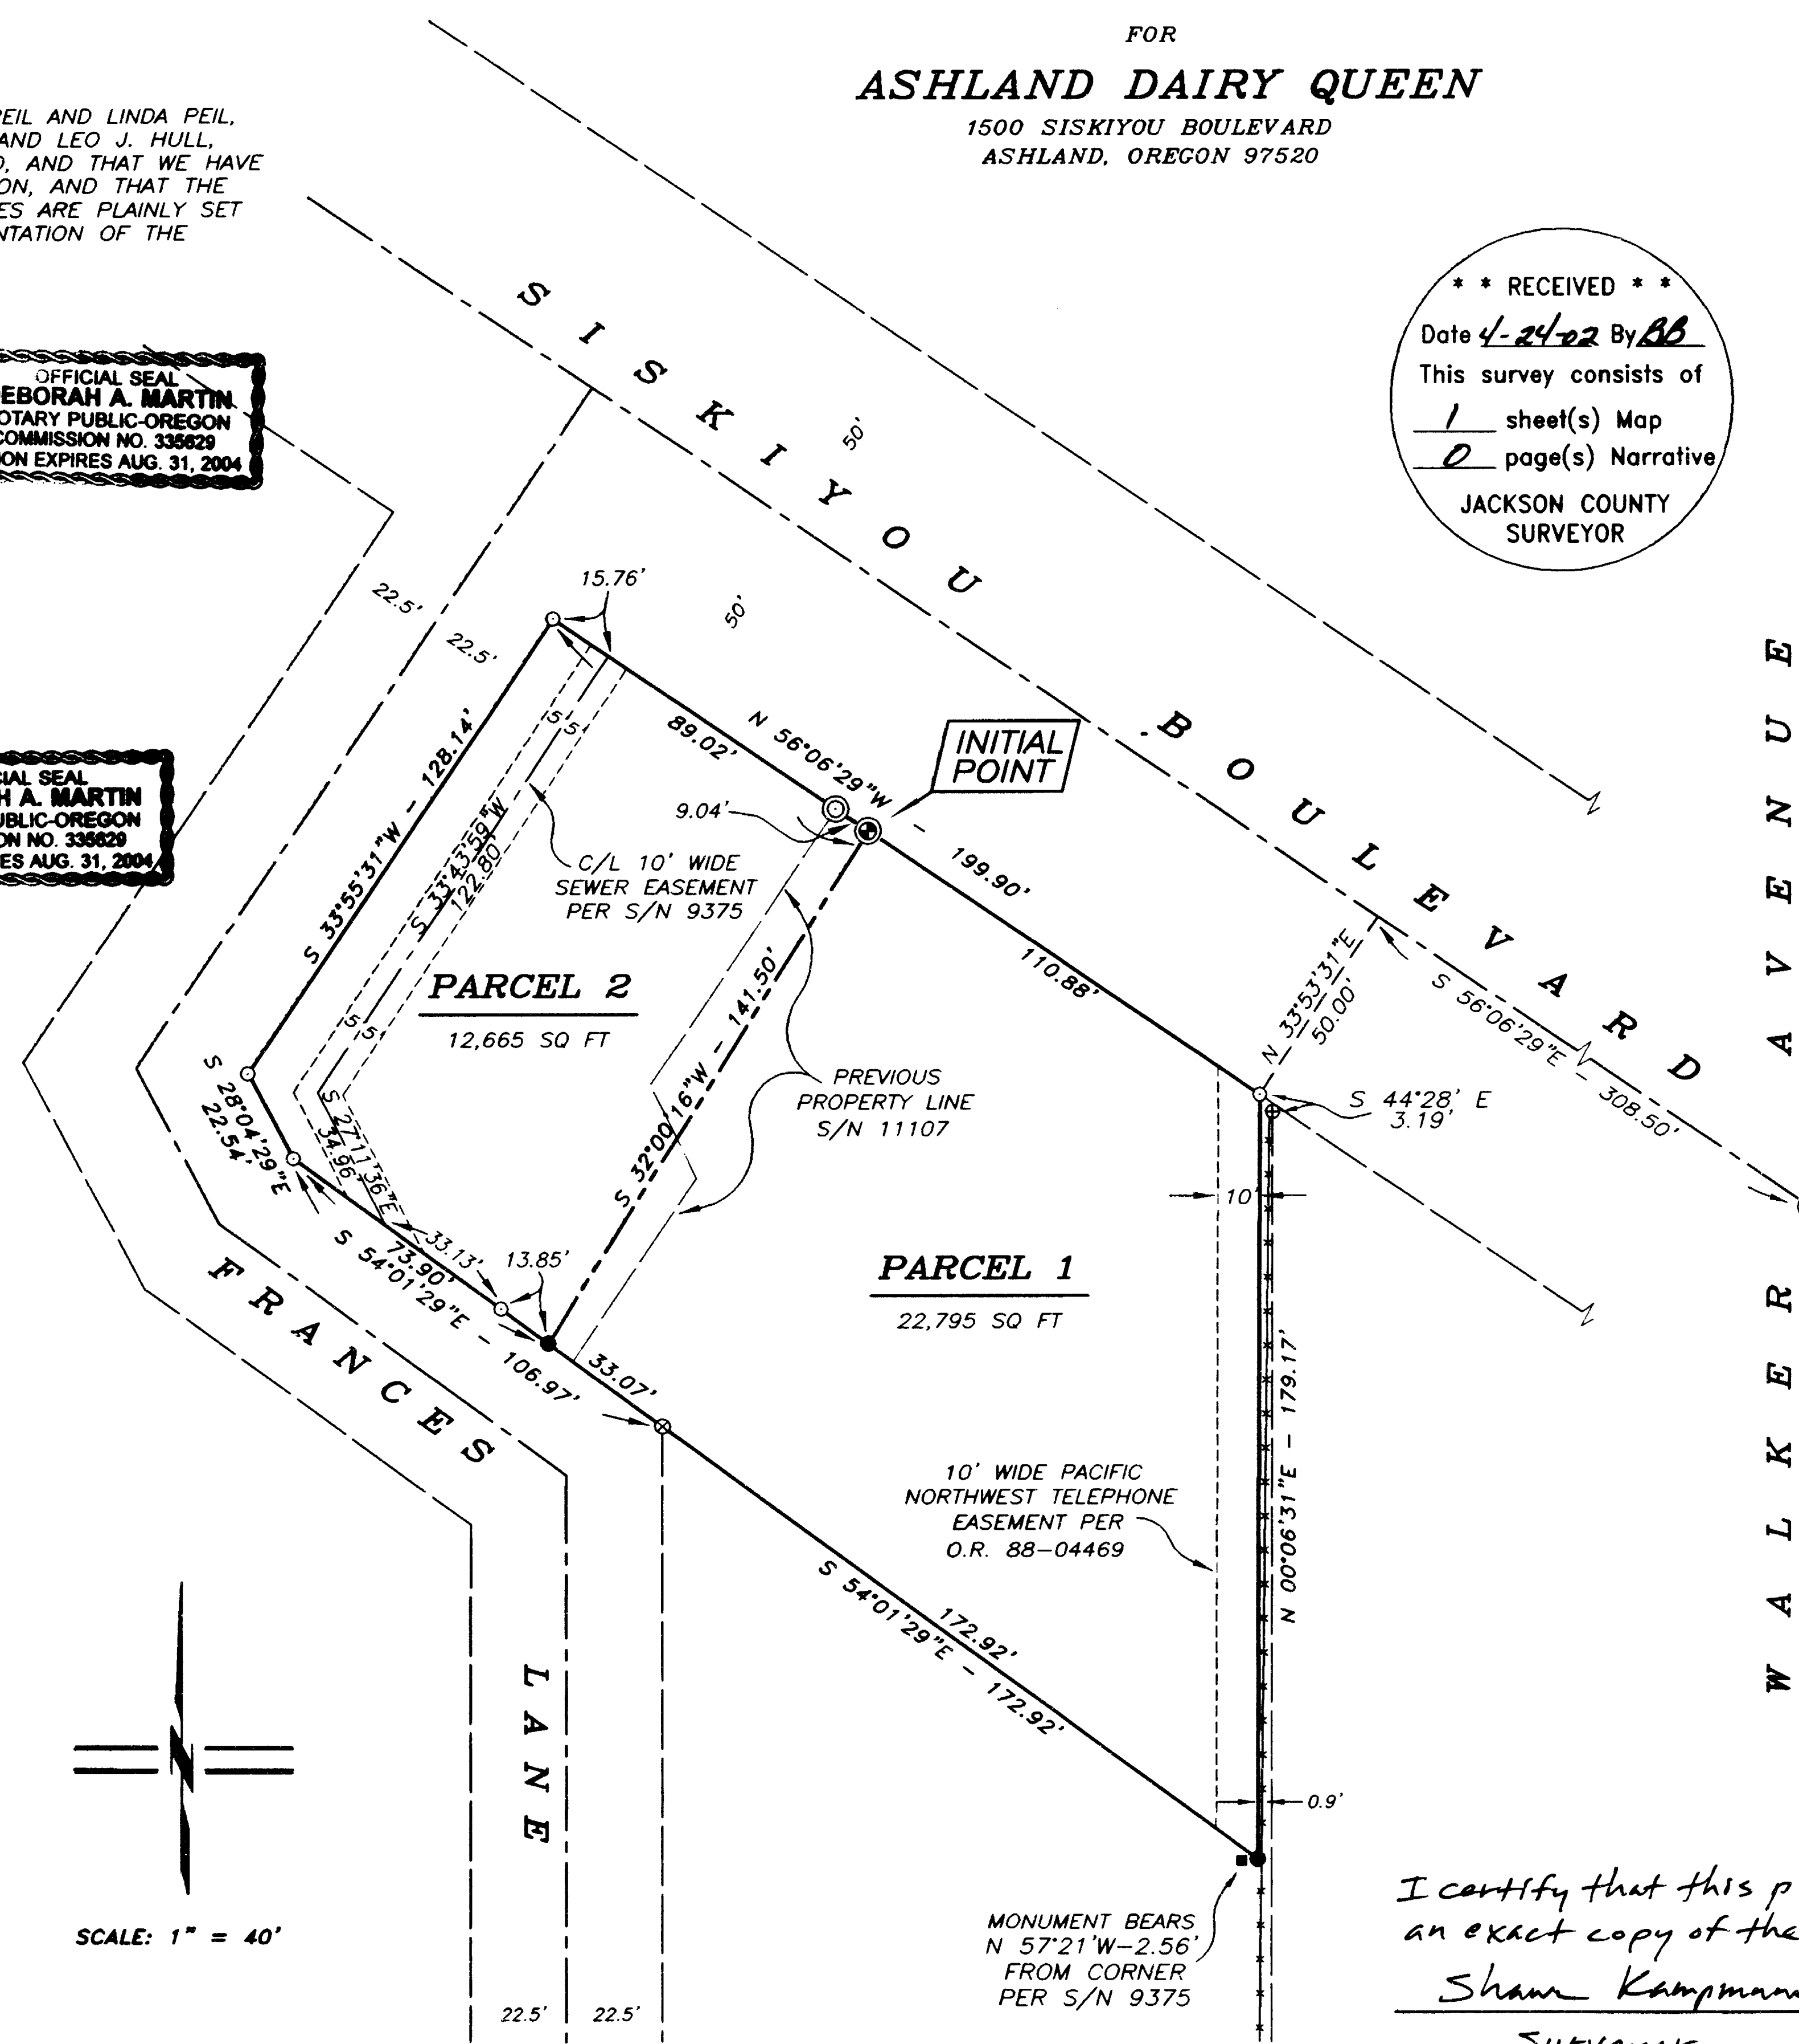 FOR
ASHLAND DAIRY QUEEN
1500 SISKIYOU BOULEVARD
ASHLAND, OREGON 97520
PEIL AND LINDA PEIL,
AND LEO J. HULL,
, AND THAT WE HAVE
ON, AND THAT THE
ES ARE PLAINLY SET
NTATION OF THE
OFFICIAL SEAL
EBORAH A. MARTIN
OTARY PUBLIC-OREGON
COMMISSION NO. 335629
ON EXPIRES AUG. 31, 2004
* * RECEIVED * *
Date 4-24-02 By BB
This survey consists of
1 sheet(s) Map
0 page(s) Narrative
JACKSON COUNTY
SURVEYOR
SISKIYOU BOULEVARD
50'
50'
22.5'
22.5'
15.76'
CIAL SEAL
H A. MARTIN
UBLIC-OREGON
ON NO. 335629
ES AUG. 31, 2004
S 33°55'31"W - 128.14'
5' 5'
89.02'
N 56°06'29"W - 199.90'
INITIAL
POINT
9.04'
S 33°43'59"W
122.80'
C/L 10' WIDE
SEWER EASEMENT
PER S/N 9375
110.88'
N 33°53'31"E
50.00'
S 56°06'29"E - 308.50'
PARCEL 2
12,665 SQ FT
S 32°00'16"W - 141.50'
5' 5'
PREVIOUS
PROPERTY LINE
S/N 11107
S 44°28' E
3.19'
S 28°04'29"E
22.54'
S 27°11'36"E
34.96'
10'
33.13'
13.85'
73.90'
S 54°01'29"E - 106.97'
33.07'
PARCEL 1
22,795 SQ FT
FRANCES LANE
WALKER AVENUE
N 00°06'31"E - 179.17'
10' WIDE PACIFIC
NORTHWEST TELEPHONE
EASEMENT PER
O.R. 88-04469
172.92'
S 54°01'29"E - 172.92'
0.9'
N
SCALE: 1" = 40'
MONUMENT BEARS
N 57°21'W-2.56'
FROM CORNER
PER S/N 9375
22.5'
22.5'
I certify that this p
an exact copy of the
Shawn Kampmann